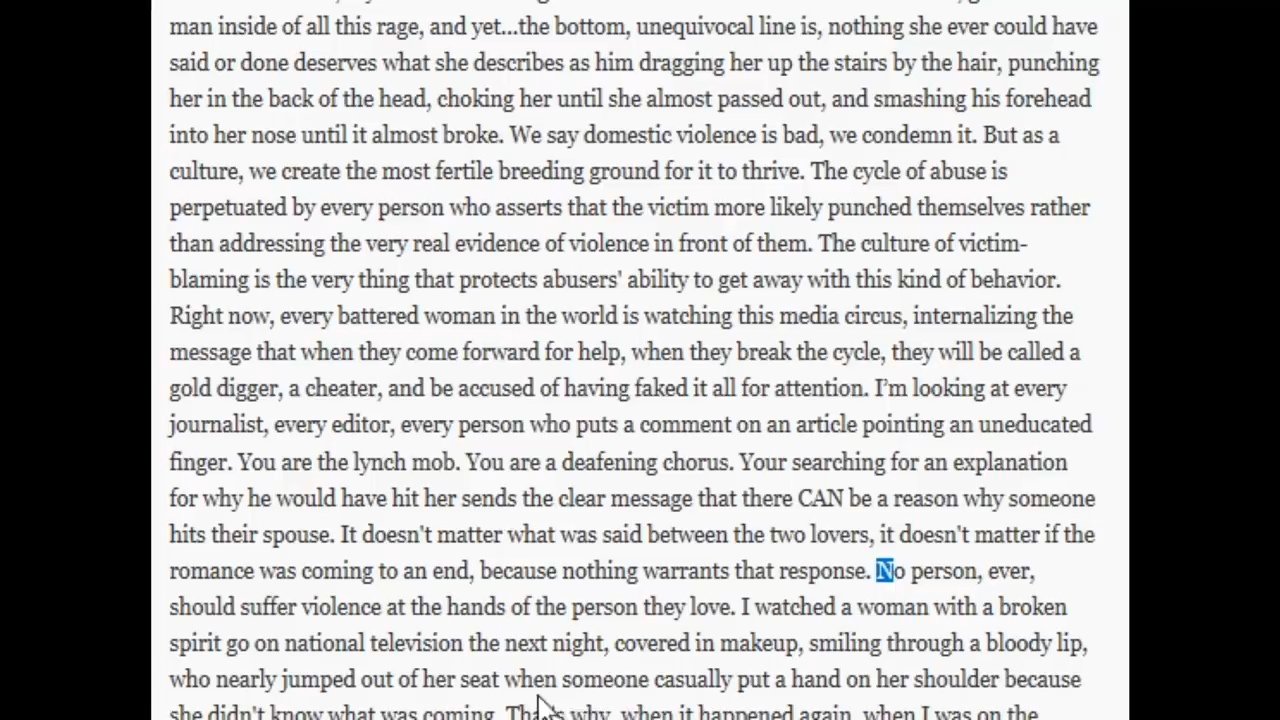 man inside of all this rage, and yet...the bottom, unequivocal line is, nothing she ever could have
said or done deserves what she describes as him dragging her up the stairs by the hair, punching
her in the back of the head, choking her until she almost passed out, and smashing his forehead
into her nose until it almost broke. We say domestic violence is bad, we condemn it. But as a
culture, we create the most fertile breeding ground for it to thrive. The cycle of abuse is
perpetuated by every person who asserts that the victim more likely punched themselves rather
than addressing the very real evidence of violence in front of them. The culture of victim-
blaming is the very thing that protects abusers' ability to get away with this kind of behavior.
Right now, every battered woman in the world is watching this media circus, internalizing the
message that when they come forward for help, when they break the cycle, they will be called a
gold digger, a cheater, and be accused of having faked it all for attention. I’m looking at every
journalist, every editor, every person who puts a comment on an article pointing an uneducated
finger. You are the lynch mob. You are a deafening chorus. Your searching for an explanation
for why he would have hit her sends the clear message that there CAN be a reason why someone
hits their spouse. It doesn't matter what was said between the two lovers, it doesn't matter if the
romance was coming to an end, because nothing warrants that response. No person, ever,
should suffer violence at the hands of the person they love. I watched a woman with a broken
spirit go on national television the next night, covered in makeup, smiling through a bloody lip,
who nearly jumped out of her seat when someone casually put a hand on her shoulder because
she didn't know what was coming. That's why, when it happened again, when I was on the